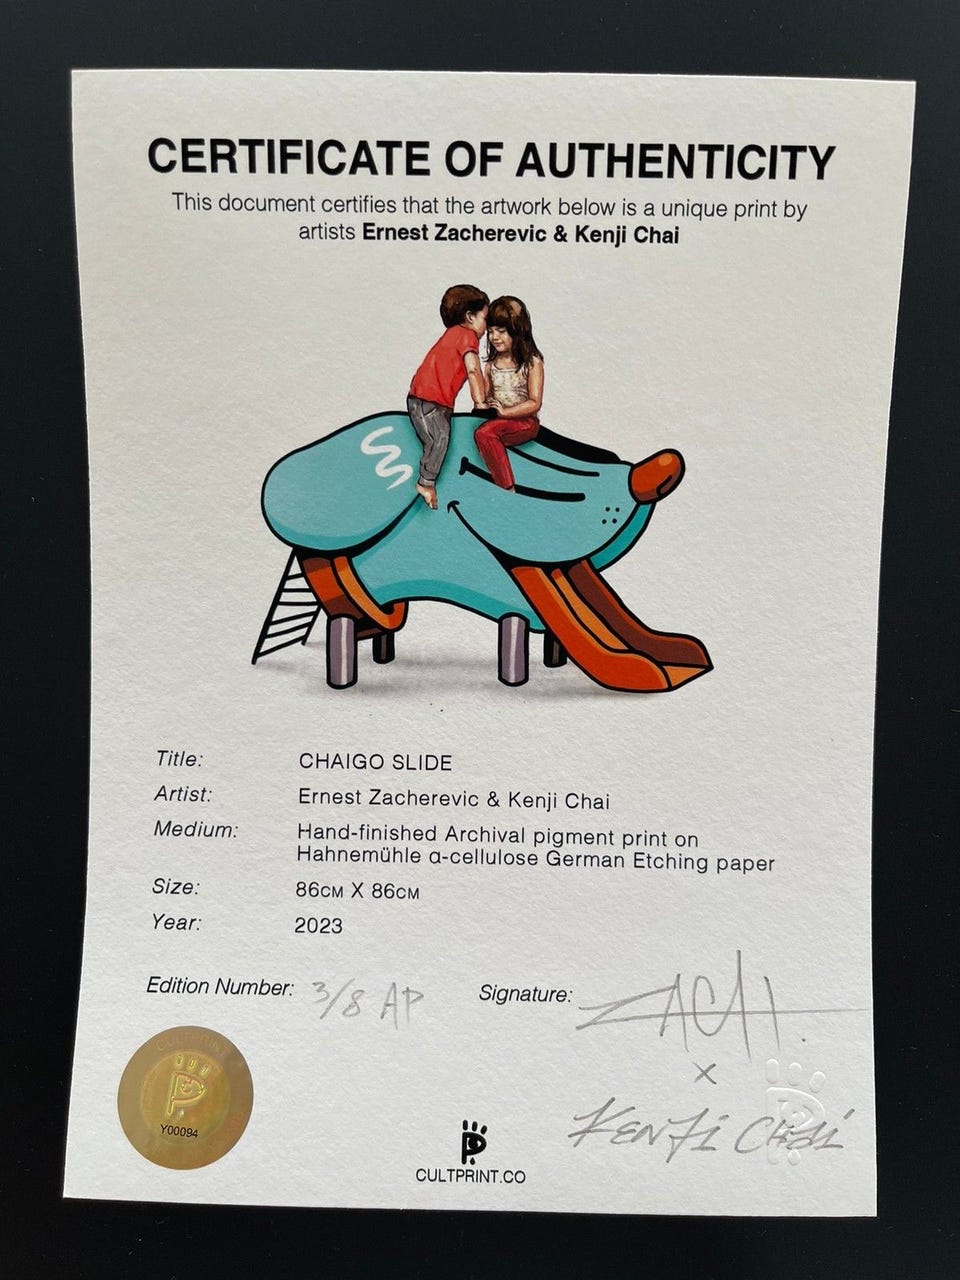 CERTIFICATE OF AUTHENTICITY
This document certifies that the artwork below is a unique print by
artists Ernest Zacherevic & Kenji Chai
Title: CHAIGO SLIDE
Artist: Ernest Zacherevic & Kenji Chai
Medium: Hand-finished Archival pigment print on
Hahnemühle α-cellulose German Etching paper
Size: 86CM X 86CM
Year: 2023
Edition Number: 3/8 AP Signature: ZACH.
x
KENJi CHAi
CULTPRINT
Y00094
CULTPRINT.CO